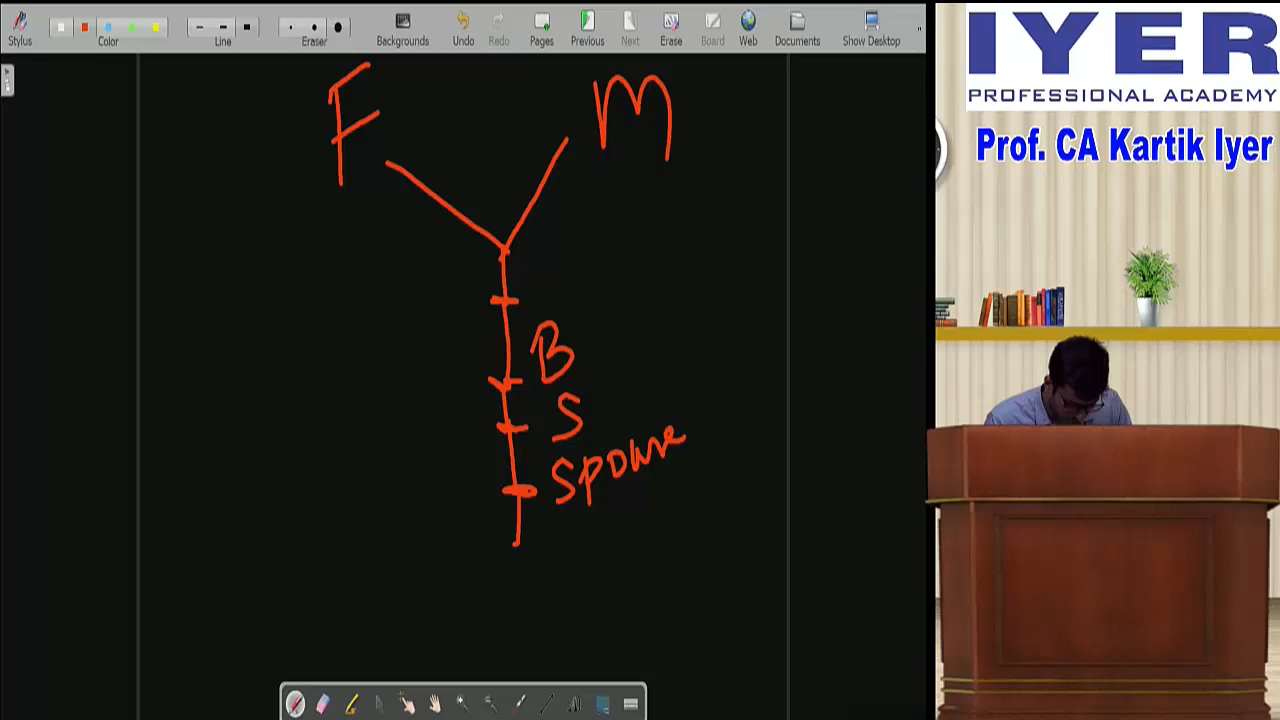 Stylus Color Line Eraser Backgrounds Undo Redo Pages Previous Next Erase Board Web Documents Show Desktop
IYER
PROFESSIONAL ACADEMY
Prof. CA Kartik Iyer
F M
B
S
Spouse